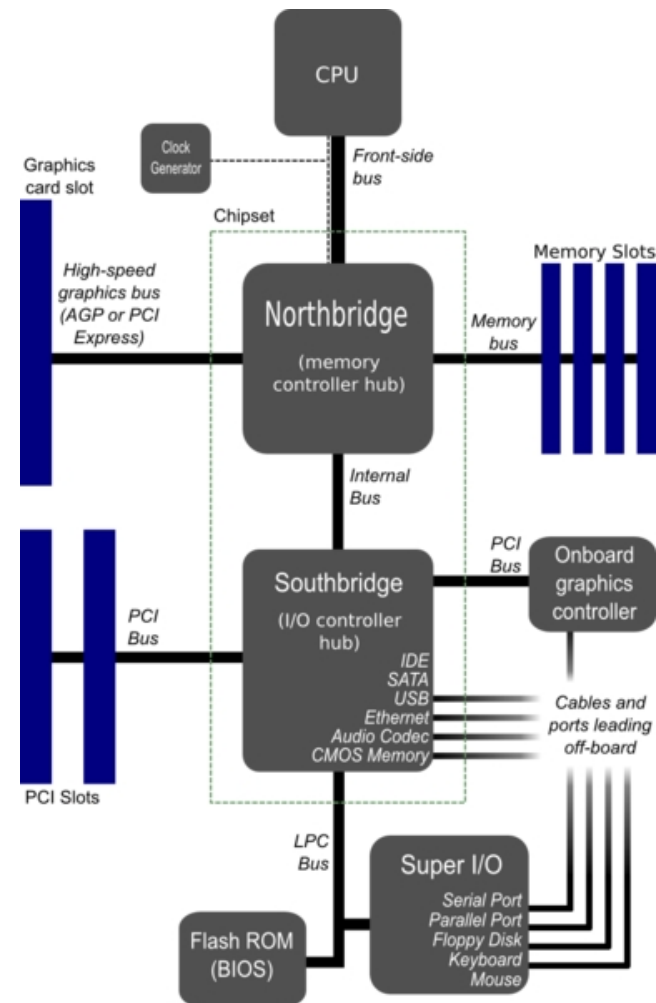 CPU
Clock
Generator
Front-side
bus
Graphics
card slot
Chipset
High-speed
graphics bus
(AGP or PCI
Express)
Northbridge
(memory
controller hub)
Memory Slots
Memory
bus
Internal
Bus
PCI
Bus
Southbridge
(I/O controller
hub)
IDE
SATA
USB
Ethernet
Audio Codec
CMOS Memory
PCI
Bus
Onboard
graphics
controller
Cables and
ports leading
off-board
PCI Slots
LPC
Bus
Super I/O
Serial Port
Parallel Port
Floppy Disk
Keyboard
Mouse
Flash ROM
(BIOS)